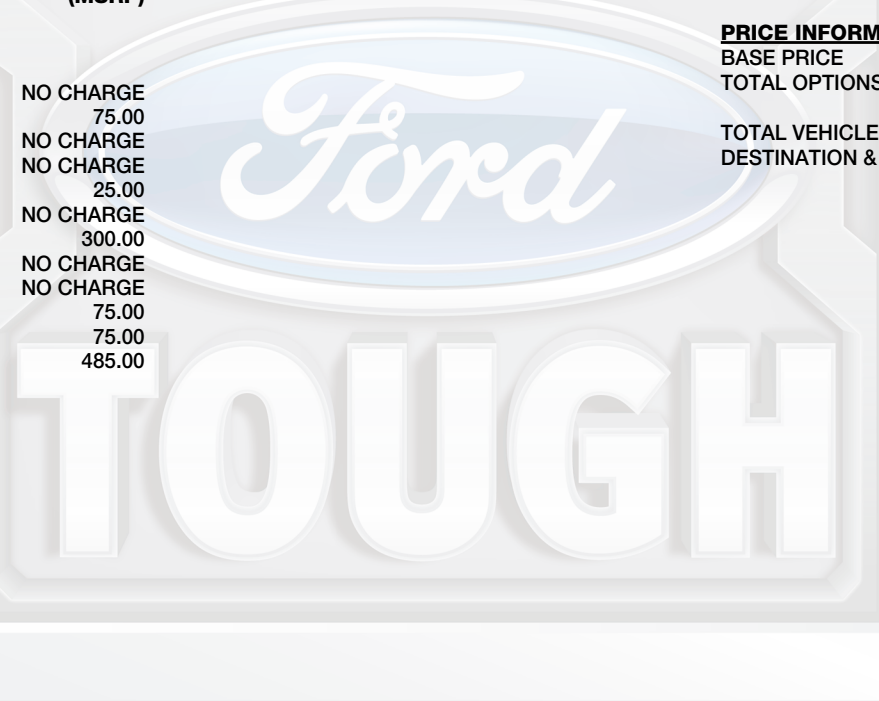 (MSRP)
NO CHARGE
75.00
NO CHARGE
NO CHARGE
25.00
NO CHARGE
300.00
NO CHARGE
NO CHARGE
75.00
75.00
485.00
PRICE INFORM
BASE PRICE
TOTAL OPTIONS
TOTAL VEHICLE
DESTINATION &
Ford
TOUGH